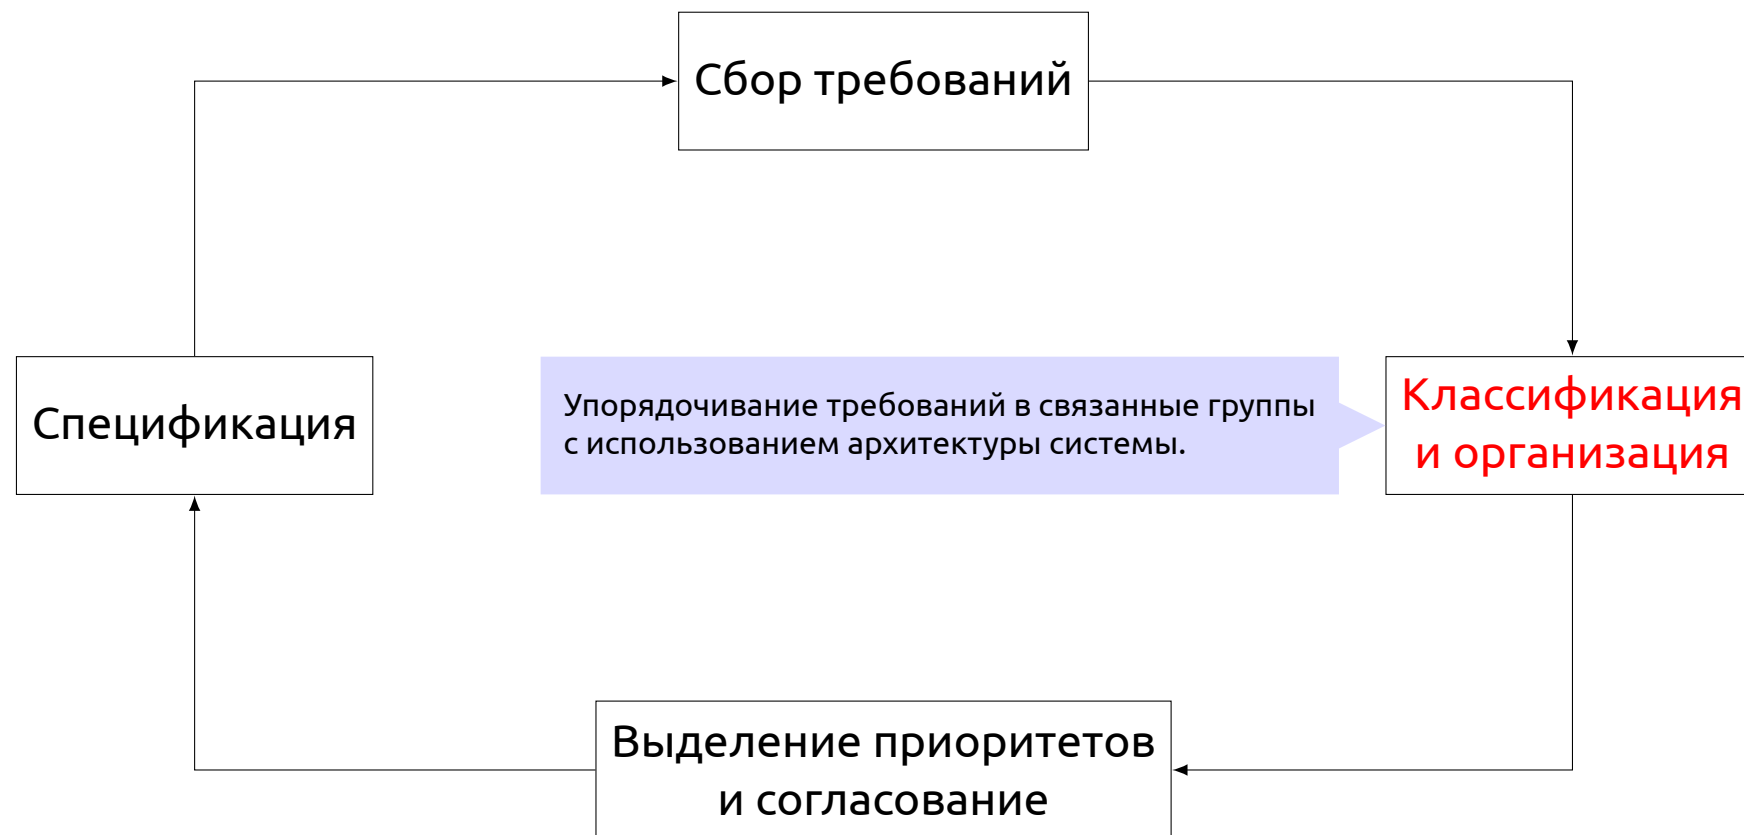 Сбор требований
Спецификация
Упорядочивание требований в связанные группы
с использованием архитектуры системы.
Классификация
и организация
Выделение приоритетов
и согласование